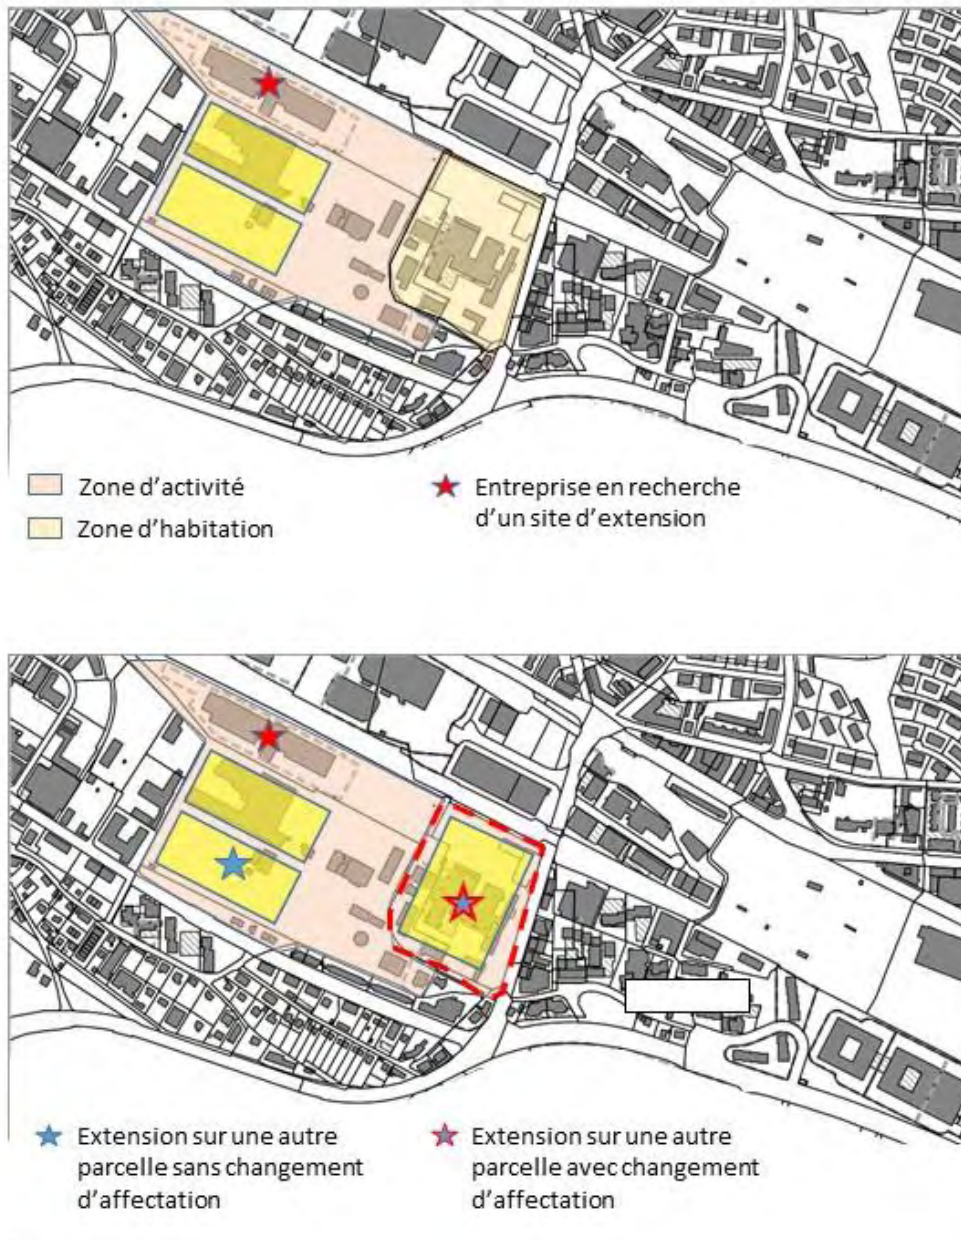 Zone d'activité
Zone d'habitation
Entreprise en recherche
d'un site d'extension
Extension sur une autre
parcelle sans changement
d'affectation
Extension sur une autre
parcelle avec changement
d'affectation